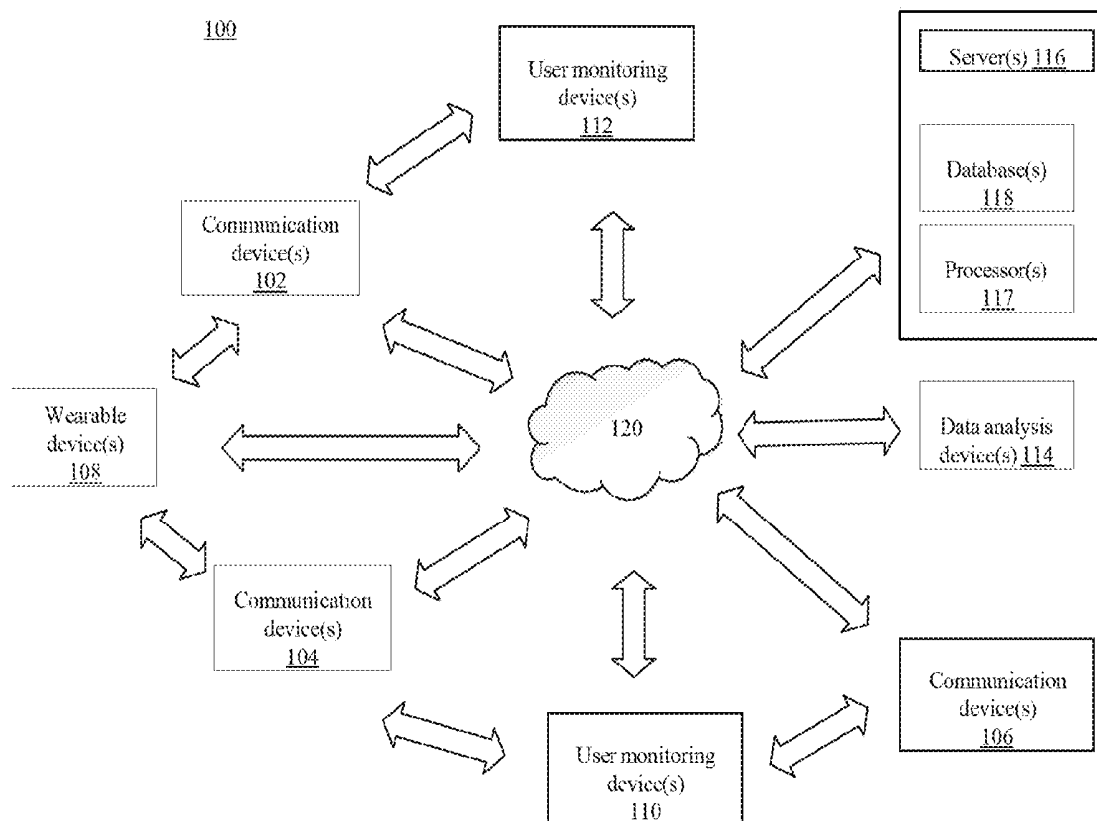 100
User monitoring
device(s)
112
Server(s) 116
Database(s)
118
Processor(s)
117
Communication
device(s)
102
Wearable
device(s)
108
120
Data analysis
device(s) 114
Communication
device(s)
104
Communication
device(s)
106
User monitoring
device(s)
110